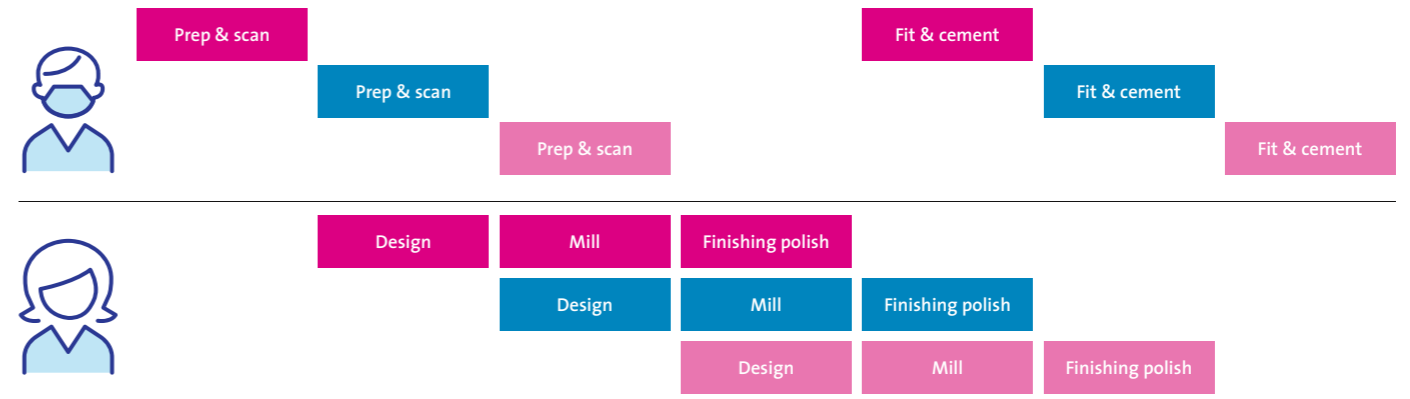 Prep & scan
Fit & cement
Prep & scan
Fit & cement
Prep & scan
Fit & cement
Design
Mill
Finishing polish
Design
Mill
Finishing polish
Design
Mill
Finishing polish